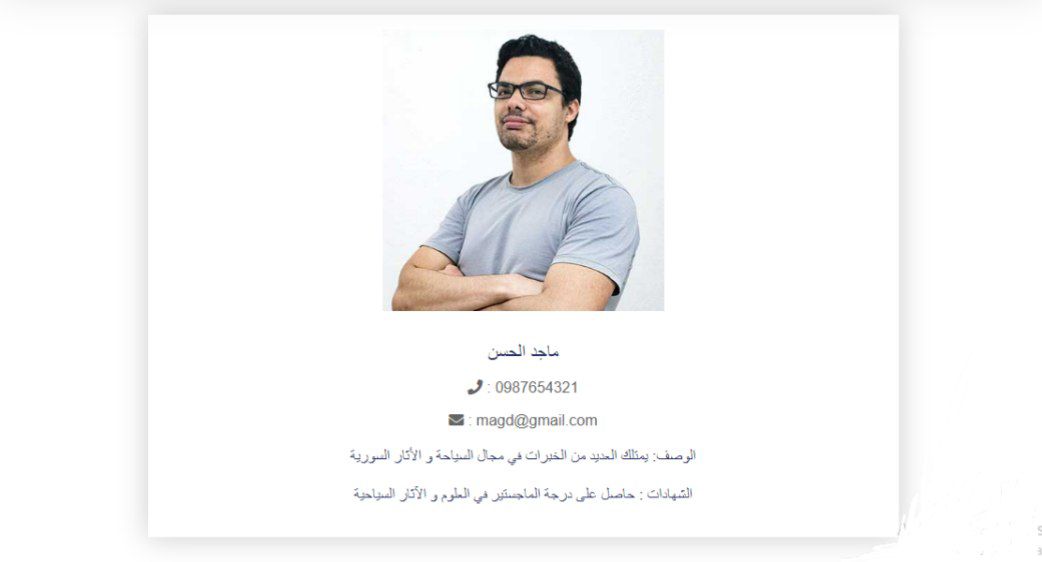 ماجد الحسن
: 0987654321
: magd@gmail.com
الوصف: يمتلك العديد من الخبرات في مجال السياحة و الأثار السورية
الشهادات : حاصل على درجة الماجستير في العلوم و الآثار السياحية